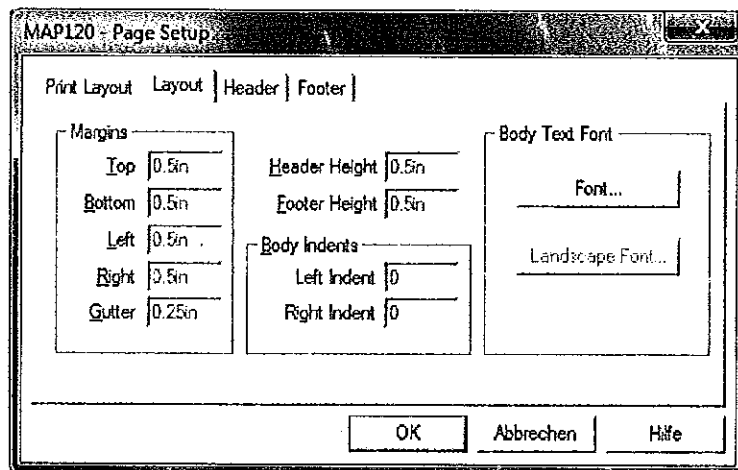 MAP120 - Page Setup
Print Layout Layout Header Footer
Margins
Top 0.5in
Bottom 0.5in
Left 0.5in
Right 0.5in
Gutter 0.25in
Header Height 0.5in
Footer Height 0.5in
Body Indents
Left Indent 0
Right Indent 0
Body Text Font
Font...
Landscape Font...
OK Abbrechen Hilfe